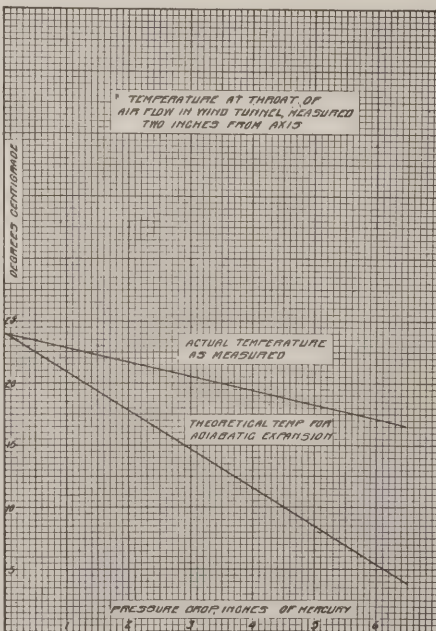 TEMPERATURE AT THROAT OF
AIR FLOW IN WIND TUNNEL, MEASURED
TWO INCHES FROM AXIS
DEGREES CENTIGRADE
25
ACTUAL TEMPERATURE
AS MEASURED
20
THEORETICAL TEMP FOR
ADIABATIC EXPANSION
15
10
5
PRESSURE DROP, INCHES OF MERCURY
1 2 3 4 5 6